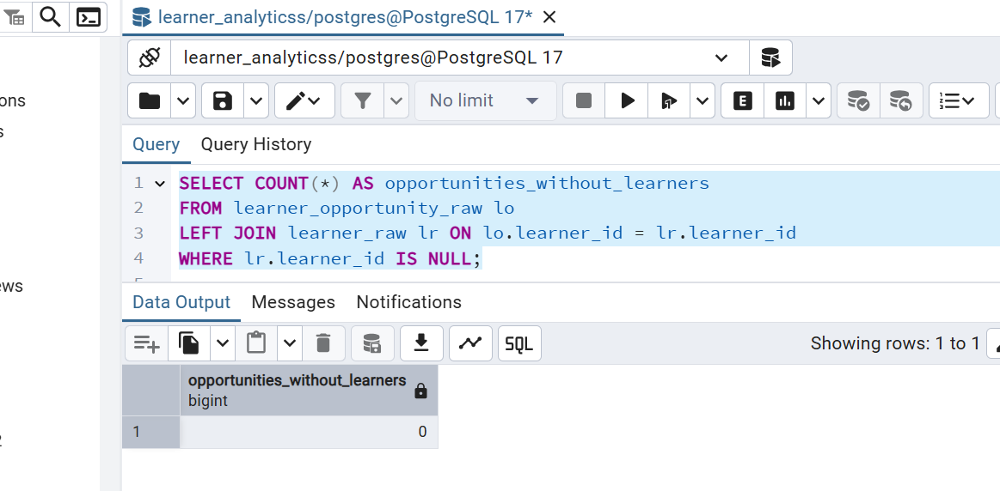 learner_analyticss/postgres@PostgreSQL 17*
learner_analyticss/postgres@PostgreSQL 17
No limit
E
ons
s
Query Query History
1 SELECT COUNT(*) AS opportunities_without_learners
2 FROM learner_opportunity_raw lo
3 LEFT JOIN learner_raw lr ON lo.learner_id = lr.learner_id
4 WHERE lr.learner_id IS NULL;
ews
Data Output Messages Notifications
SQL
Showing rows: 1 to 1
opportunities_without_learners
bigint
1 0